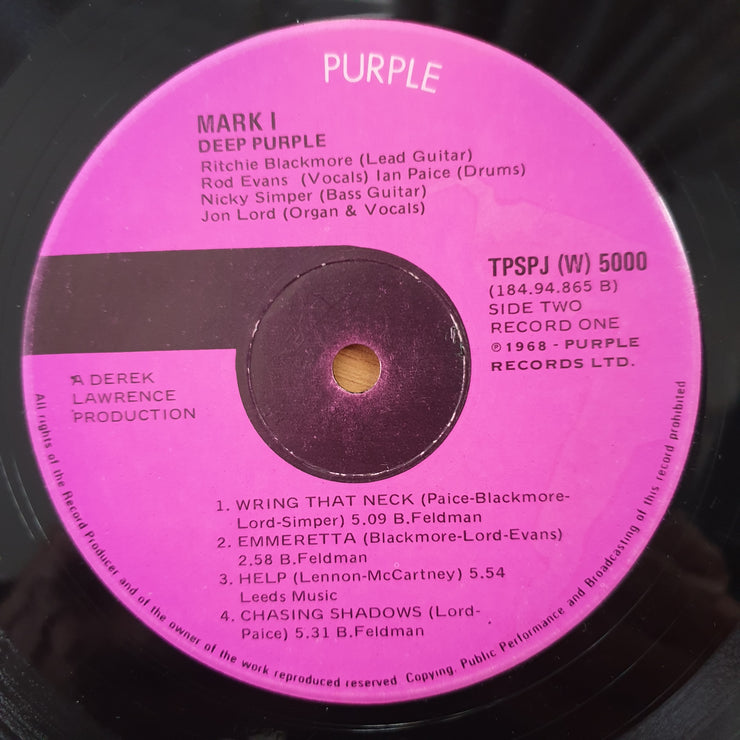 PURPLE
MARK I
DEEP PURPLE
Ritchie Blackmore (Lead Guitar)
Rod Evans (Vocals) Ian Paice (Drums)
Nicky Simper (Bass Guitar)
Jon Lord (Organ & Vocals)
TPSPJ (W) 5000
(184.94.865 B)
SIDE TWO
RECORD ONE
℗ 1968 - PURPLE
RECORDS LTD.
A DEREK
LAWRENCE
PRODUCTION
1. WRING THAT NECK (Paice-Blackmore-
Lord-Simper) 5.09 B.Feldman
2. EMMERETTA (Blackmore-Lord-Evans)
2.58 B.Feldman
3. HELP (Lennon-McCartney) 5.54
Leeds Music
4. CHASING SHADOWS (Lord-
Paice) 5.31 B.Feldman
All rights of the Record Producer and of the owner of the work reproduced reserved. Copying, Public Performance and Broadcasting of this record prohibited